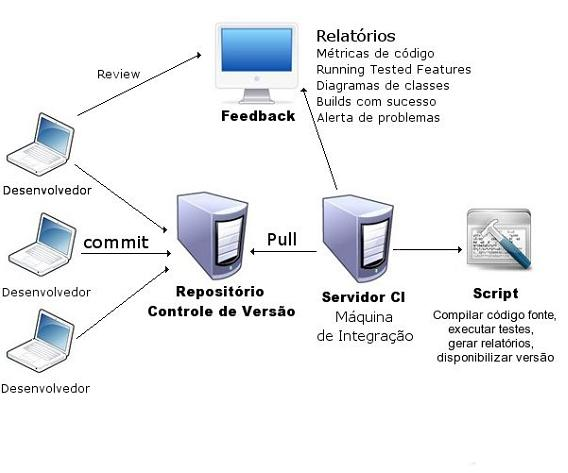 Relatórios
Métricas de código
Running Tested Features
Diagramas de classes
Builds com sucesso
Alerta de problemas
Review
Feedback
Desenvolvedor
commit
Pull
Desenvolvedor
Repositório
Controle de Versão
Servidor CI
Máquina
de Integração
Script
Compilar código fonte,
executar testes,
gerar relatórios,
disponibilizar versão
Desenvolvedor